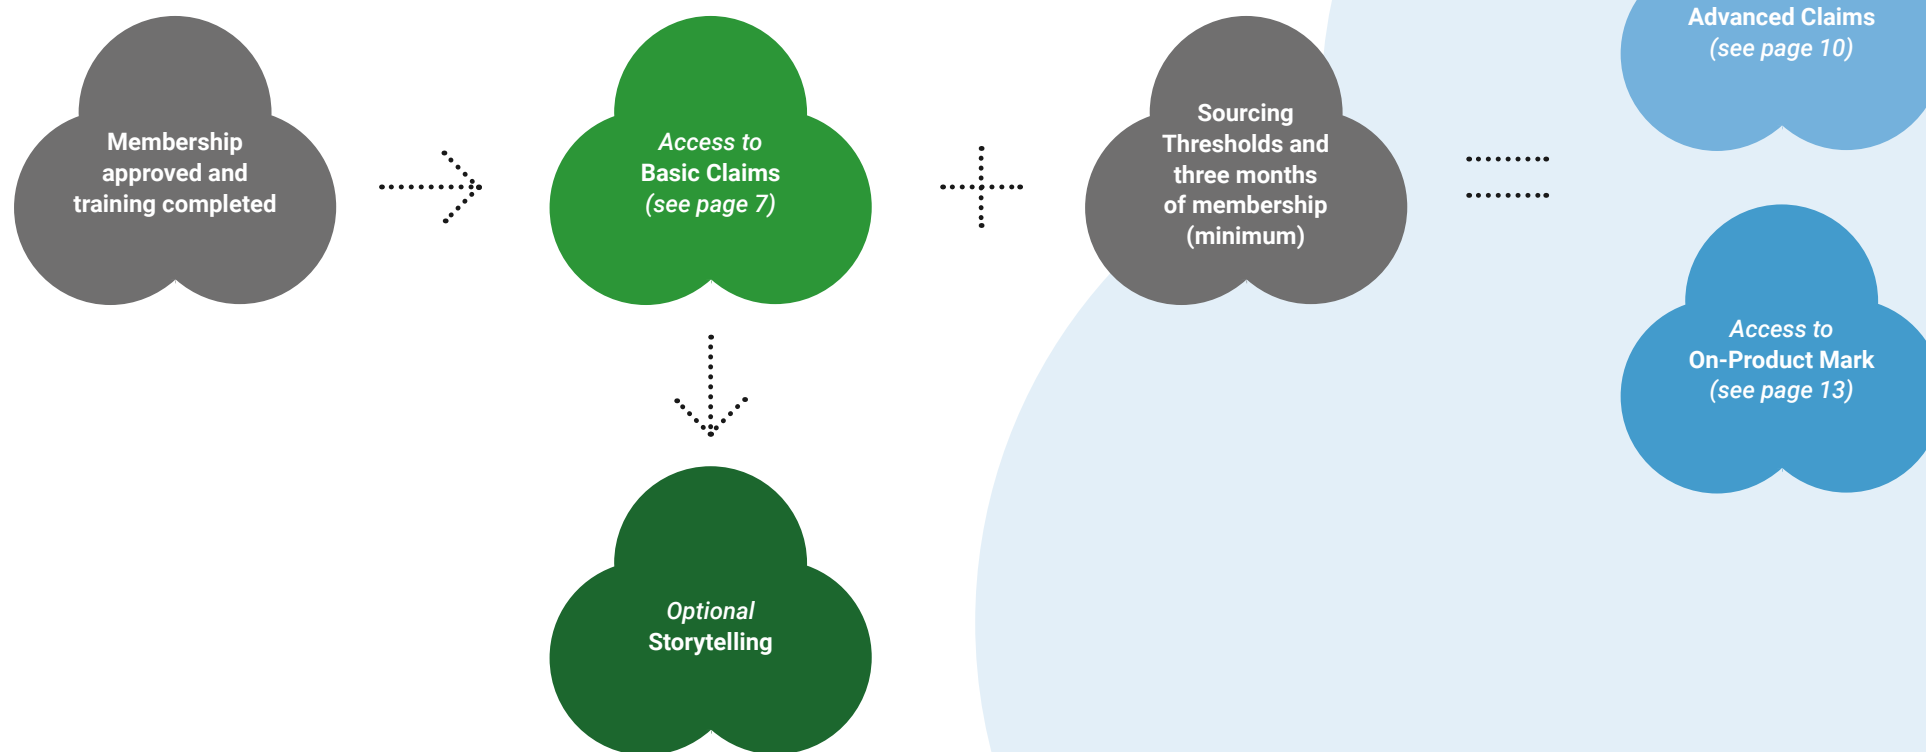 Membership
approved and
training completed
Access to
Basic Claims
(see page 7)
Optional
Storytelling
Sourcing
Thresholds and
three months
of membership
(minimum)
Advanced Claims
(see page 10)
Access to
On-Product Mark
(see page 13)